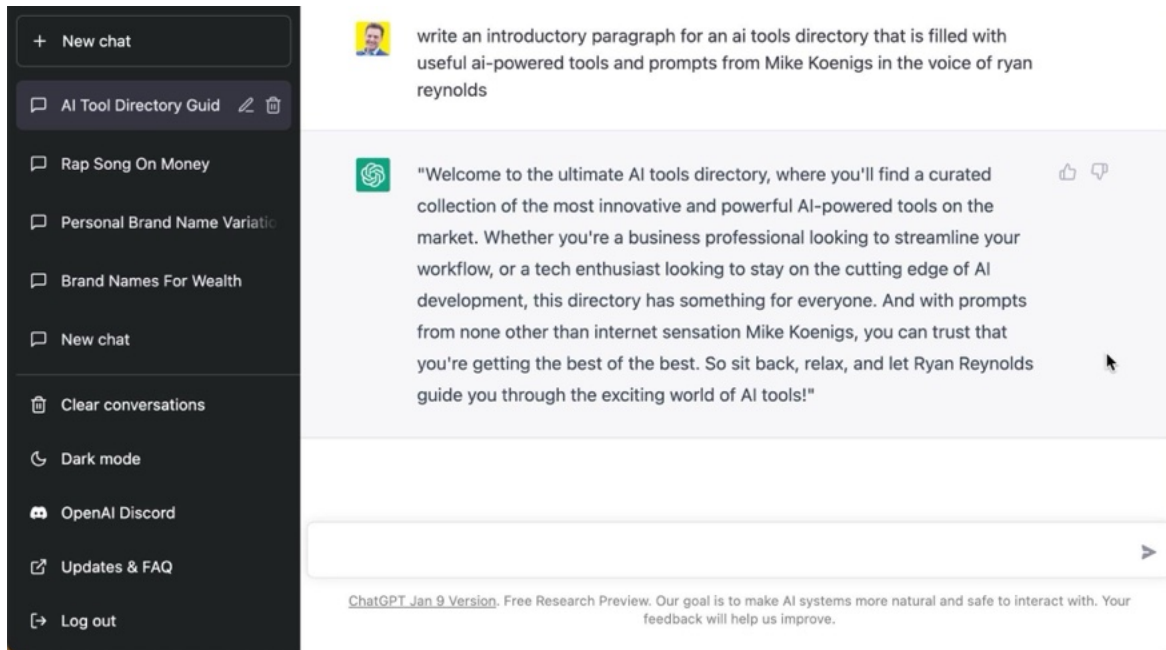 New chat
AI Tool Directory Guid
Rap Song On Money
Personal Brand Name Variatio
Brand Names For Wealth
New chat
Clear conversations
Dark mode
OpenAI Discord
Updates & FAQ
Log out
write an introductory paragraph for an ai tools directory that is filled with
useful ai-powered tools and prompts from Mike Koenigs in the voice of ryan
reynolds
"Welcome to the ultimate AI tools directory, where you'll find a curated
collection of the most innovative and powerful AI-powered tools on the
market. Whether you're a business professional looking to streamline your
workflow, or a tech enthusiast looking to stay on the cutting edge of AI
development, this directory has something for everyone. And with prompts
from none other than internet sensation Mike Koenigs, you can trust that
you're getting the best of the best. So sit back, relax, and let Ryan Reynolds
guide you through the exciting world of AI tools!"
ChatGPT Jan 9 Version. Free Research Preview. Our goal is to make AI systems more natural and safe to interact with. Your
feedback will help us improve.